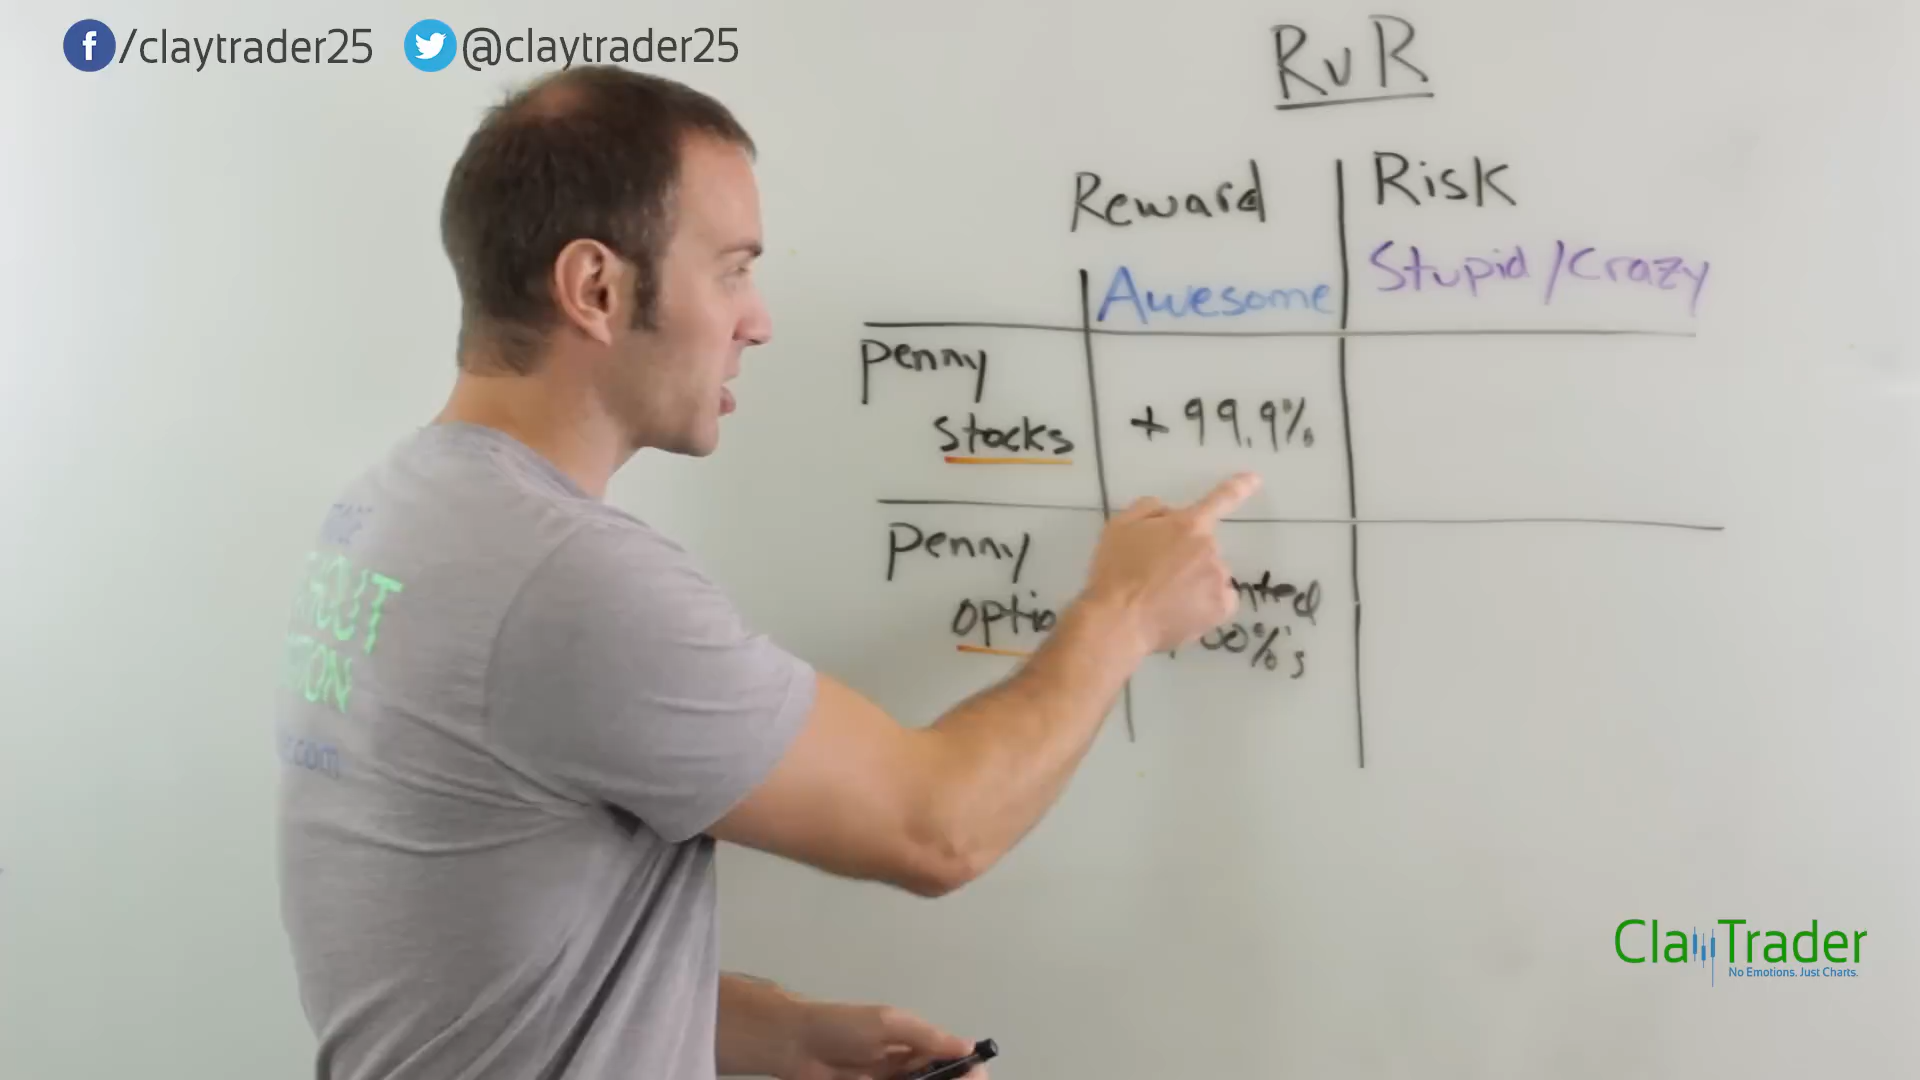 /claytrader25 @claytrader25
RvR
Reward Risk
Awesome Stupid/Crazy
Penny
Stocks +99.9%
Penny
ClayTrader
No Emotions. Just Charts.